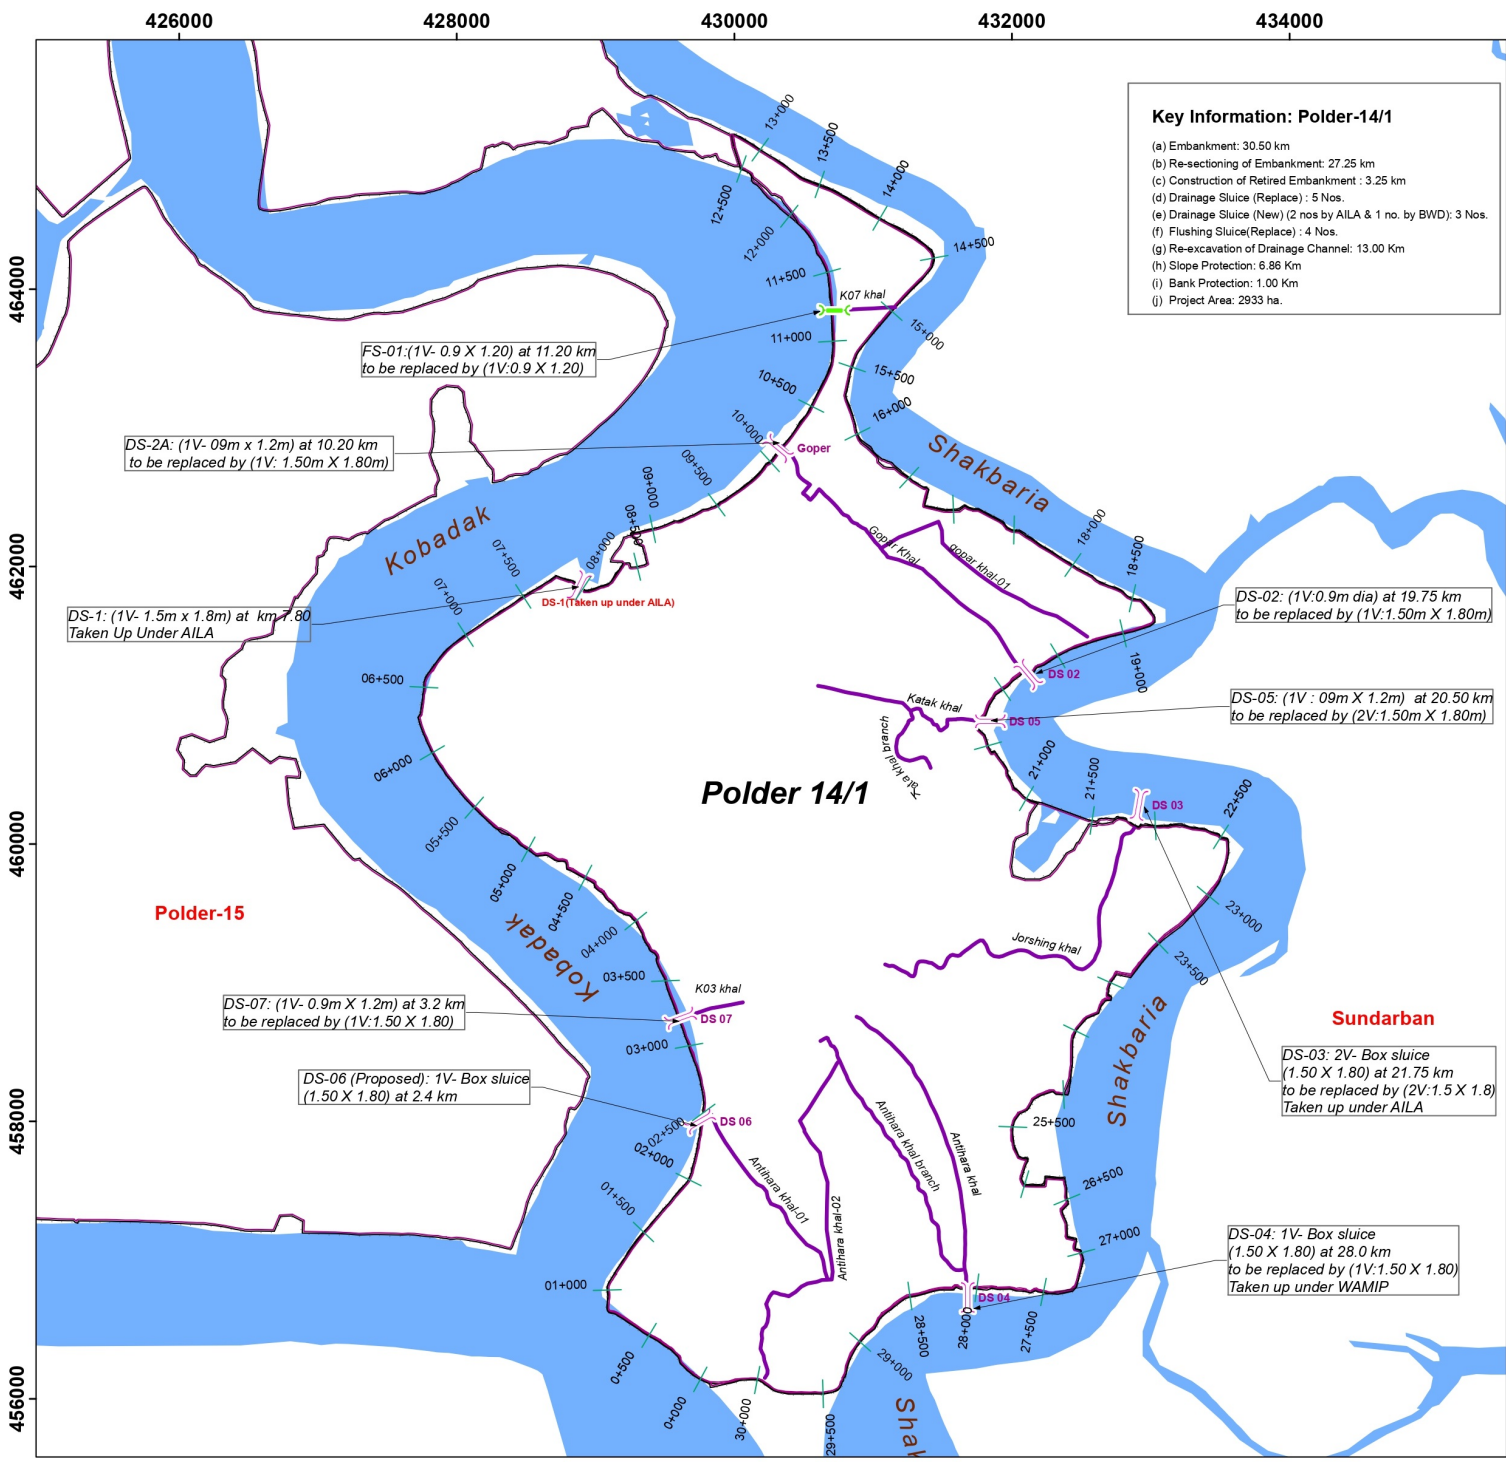 426000
428000
430000
432000
434000
Key Information: Polder-14/1
(a) Embankment: 30.50 km
(b) Re-sectioning of Embankment: 27.25 km
(c) Construction of Retired Embankment : 3.25 km
(d) Drainage Sluice (Replace) : 5 Nos.
(e) Drainage Sluice (New) (2 nos by AILA & 1 no. by BWD): 3 Nos.
(f) Flushing Sluice(Replace) : 4 Nos.
(g) Re-excavation of Drainage Channel: 13.00 Km
(h) Slope Protection: 6.86 Km
(i) Bank Protection: 1.00 Km
(j) Project Area: 2933 ha.
13+000
13+500
14+000
12+500
12+000
14+500
11+500
464000
K07 khal
15+000
11+000
FS-01:(1V- 0.9 X 1.20) at 11.20 km
to be replaced by (1V:0.9 X 1.20)
15+500
10+500
16+000
10+000
DS-2A: (1V- 09m x 1.2m) at 10.20 km
to be replaced by (1V: 1.50m X 1.80m)
Goper
Shakbaria
09+500
09+000
08+500
08+000
Kobadak
07+500
07+000
Gopar Khal
gopar khal-01
18+000
18+500
462000
DS-1(Taken up under AILA)
DS-1: (1V- 1.5m x 1.8m) at km 7.80
Taken Up Under AILA
DS-02: (1V:0.9m dia) at 19.75 km
to be replaced by (1V:1.50m X 1.80m)
19+000
DS 02
06+500
Katak khal
DS 05
DS-05: (1V : 09m X 1.2m) at 20.50 km
to be replaced by (2V:1.50m X 1.80m)
Kata khal branch
06+000
21+000
21+500
DS 03
22+500
Polder 14/1
05+500
460000
05+000
04+500
04+000
Polder-15
Kobadak
23+000
Jorshing khal
23+500
03+500
K03 khal
DS-07: (1V- 0.9m X 1.2m) at 3.2 km
to be replaced by (1V:1.50 X 1.80)
DS 07
03+000
Shakbaria
Sundarban
DS-03: 2V- Box sluice
(1.50 X 1.80) at 21.75 km
to be replaced by (2V:1.5 X 1.8)
Taken up under AILA
DS-06 (Proposed): 1V- Box sluice
(1.50 X 1.80) at 2.4 km
458000
02+500
DS 06
02+000
25+500
Antihara khal-01
Antihara khal-02
Antihara khal branch
Antihara khal
01+500
26+500
27+000
DS-04: 1V- Box sluice
(1.50 X 1.80) at 28.0 km
to be replaced by (1V:1.50 X 1.80)
Taken up under WAMIP
01+000
DS 04
28+500
28+000
27+500
0+500
29+000
456000
0+000
30+000
29+500
Shak